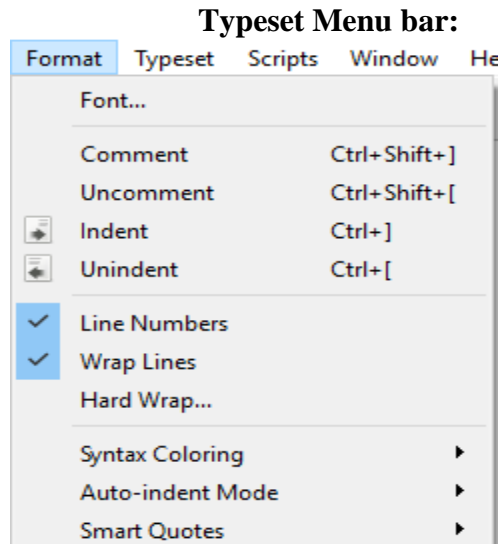 Typeset Menu bar:
Format Typeset Scripts Window He
Font...
Comment Ctrl+Shift+]
Uncomment Ctrl+Shift+[
Indent Ctrl+]
Unindent Ctrl+[
Line Numbers
Wrap Lines
Hard Wrap...
Syntax Coloring
Auto-indent Mode
Smart Quotes